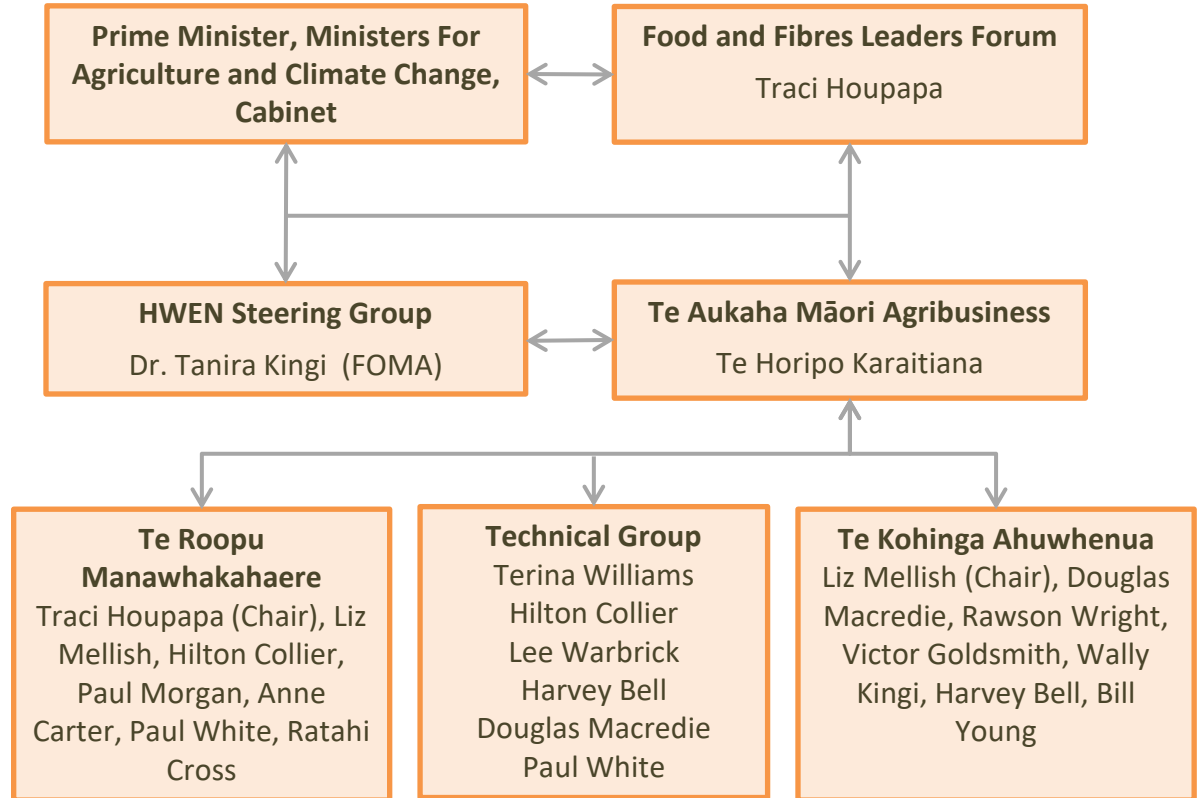 Prime Minister, Ministers For
Agriculture and Climate Change,
Cabinet
Food and Fibres Leaders Forum
Traci Houpapa
HWEN Steering Group
Dr. Tanira Kingi (FOMA)
Te Aukaha Māori Agribusiness
Te Horipo Karaitiana
Te Roopu
Manawhakahaere
Traci Houpapa (Chair), Liz
Mellish, Hilton Collier,
Paul Morgan, Anne
Carter, Paul White, Ratahi
Cross
Technical Group
Terina Williams
Hilton Collier
Lee Warbrick
Harvey Bell
Douglas Macredie
Paul White
Te Kohinga Ahuwhenua
Liz Mellish (Chair), Douglas
Macredie, Rawson Wright,
Victor Goldsmith, Wally
Kingi, Harvey Bell, Bill
Young